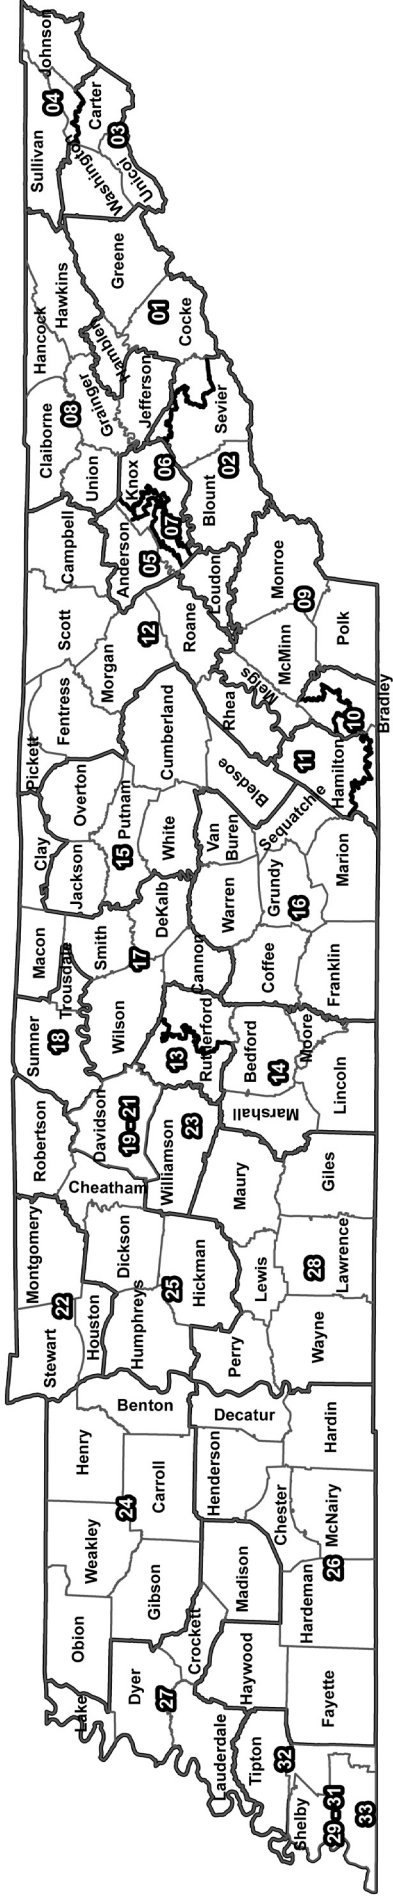 Johnson
04
Carter
03
Sullivan
Washington
Unicoi
Greene
Hawkins
Hancock
01
Cocke
Hamblen
Jefferson
Grainger
08
Claiborne
Union
Knox
06
Sevier
02
Blount
07
Campbell
Anderson
05
Loudon
Monroe
09
Scott
Morgan
12
Roane
McMinn
Polk
Meigs
Rhea
Fentress
Pickett
Cumberland
10
Bradley
11
Hamilton
Bledsoe
Sequatchie
Overton
Putnam
Clay
Jackson
15
White
Van
Buren
Marion
Grundy
16
Warren
DeKalb
Smith
17
Macon
Trousdale
Cannon
Coffee
Franklin
Sumner
18
Wilson
Rutherford
13
Bedford
14
Moore
Lincoln
Marshall
Robertson
Davidson
19-21
Williamson
23
Cheatham
Maury
Giles
Montgomery
22
Stewart
Dickson
Houston
Humphreys
25
Hickman
Lewis
28
Lawrence
Perry
Wayne
Benton
Decatur
Hardin
Henry
24
Carroll
Henderson
Chester
McNairy
26
Hardeman
Weakley
Gibson
Madison
Obion
Crockett
Haywood
Fayette
Lake
Dyer
27
Lauderdale
Tipton
32
Shelby
29-31
33